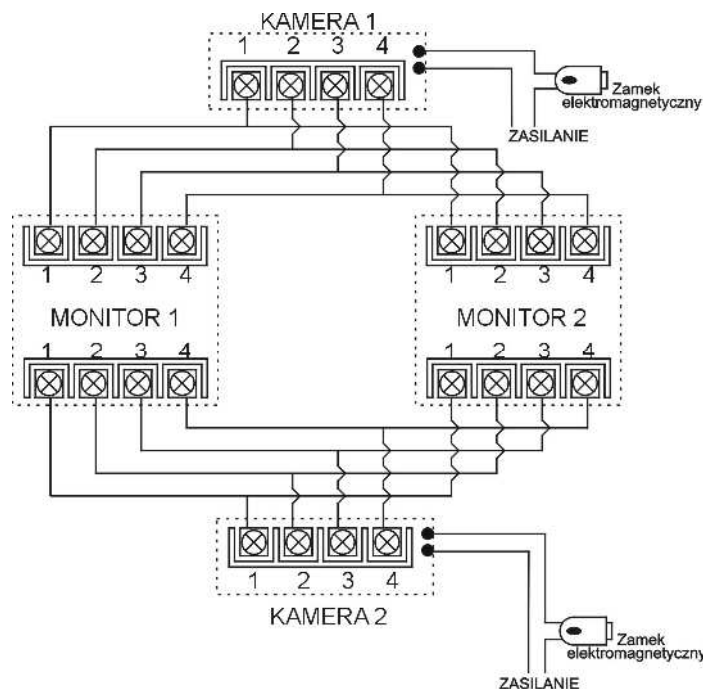 KAMERA 1
1 2 3 4
Zamek
elektromagnetyczny
ZASILANIE
1 2 3 4
1 2 3 4
MONITOR 1
MONITOR 2
1 2 3 4
1 2 3 4
1 2 3 4
KAMERA 2
Zamek
elektromagnetyczny
ZASILANIE